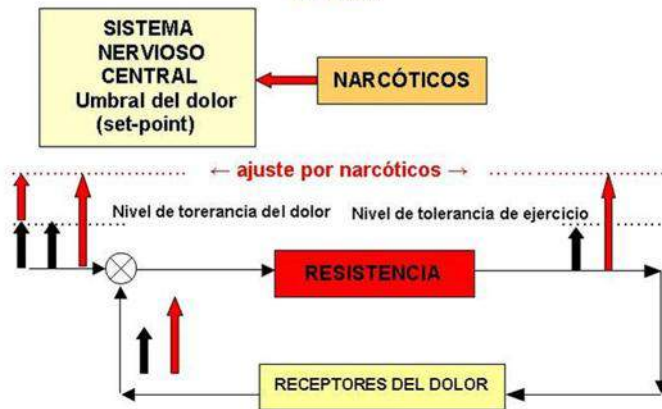 SISTEMA
NERVIOSO
CENTRAL
Umbral del dolor
(set-point)
NARCÓTICOS
← ajuste por narcóticos →
Nivel de torerancia del dolor
Nivel de tolerancia de ejercicio
RESISTENCIA
RECEPTORES DEL DOLOR